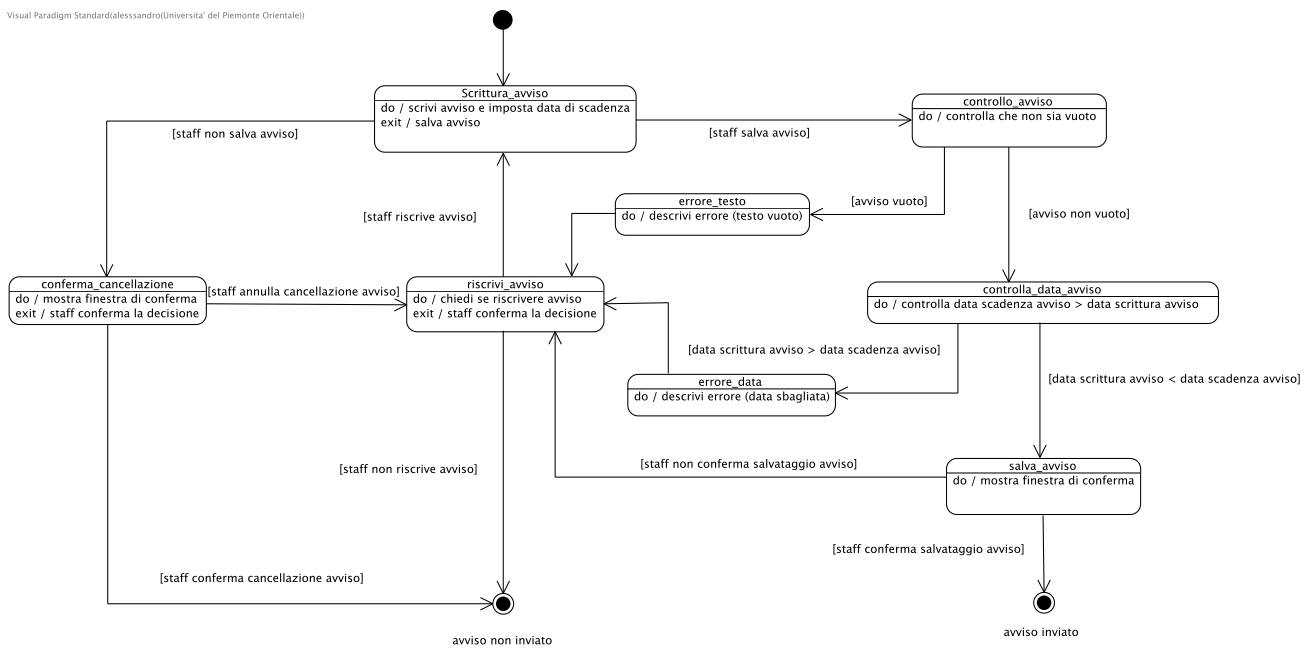 Visual Paradigm Standard(alesssandro(Universita' del Piemonte Orientale))
Scrittura_avviso
do / scrivi avviso e imposta data di scadenza
exit / salva avviso
controllo_avviso
do / controlla che non sia vuoto
[staff non salva avviso]
[staff salva avviso]
errore_testo
do / descrivi errore (testo vuoto)
[avviso vuoto]
[staff riscrive avviso]
[avviso non vuoto]
conferma_cancellazione
do / mostra finestra di conferma
exit / staff conferma la decisione
[staff annulla cancellazione avviso]
riscrivi_avviso
do / chiedi se riscrivere avviso
exit / staff conferma la decisione
controlla_data_avviso
do / controlla data scadenza avviso > data scrittura avviso
[data scrittura avviso > data scadenza avviso]
errore_data
do / descrivi errore (data sbagliata)
[data scrittura avviso < data scadenza avviso]
[staff non riscrive avviso]
[staff non conferma salvataggio avviso]
salva_avviso
do / mostra finestra di conferma
[staff conferma salvataggio avviso]
[staff conferma cancellazione avviso]
avviso non inviato
avviso inviato